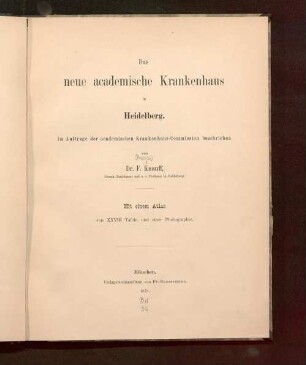 Das
neue academische Krankenhaus
in
Heidelberg.
Im Auftrage der academischen Krankenhaus-Commission beschrieben
von
Dr. F. Knauff,
Mit einem Atlas
von XXVIII Tafeln und einer Photographie.
München.